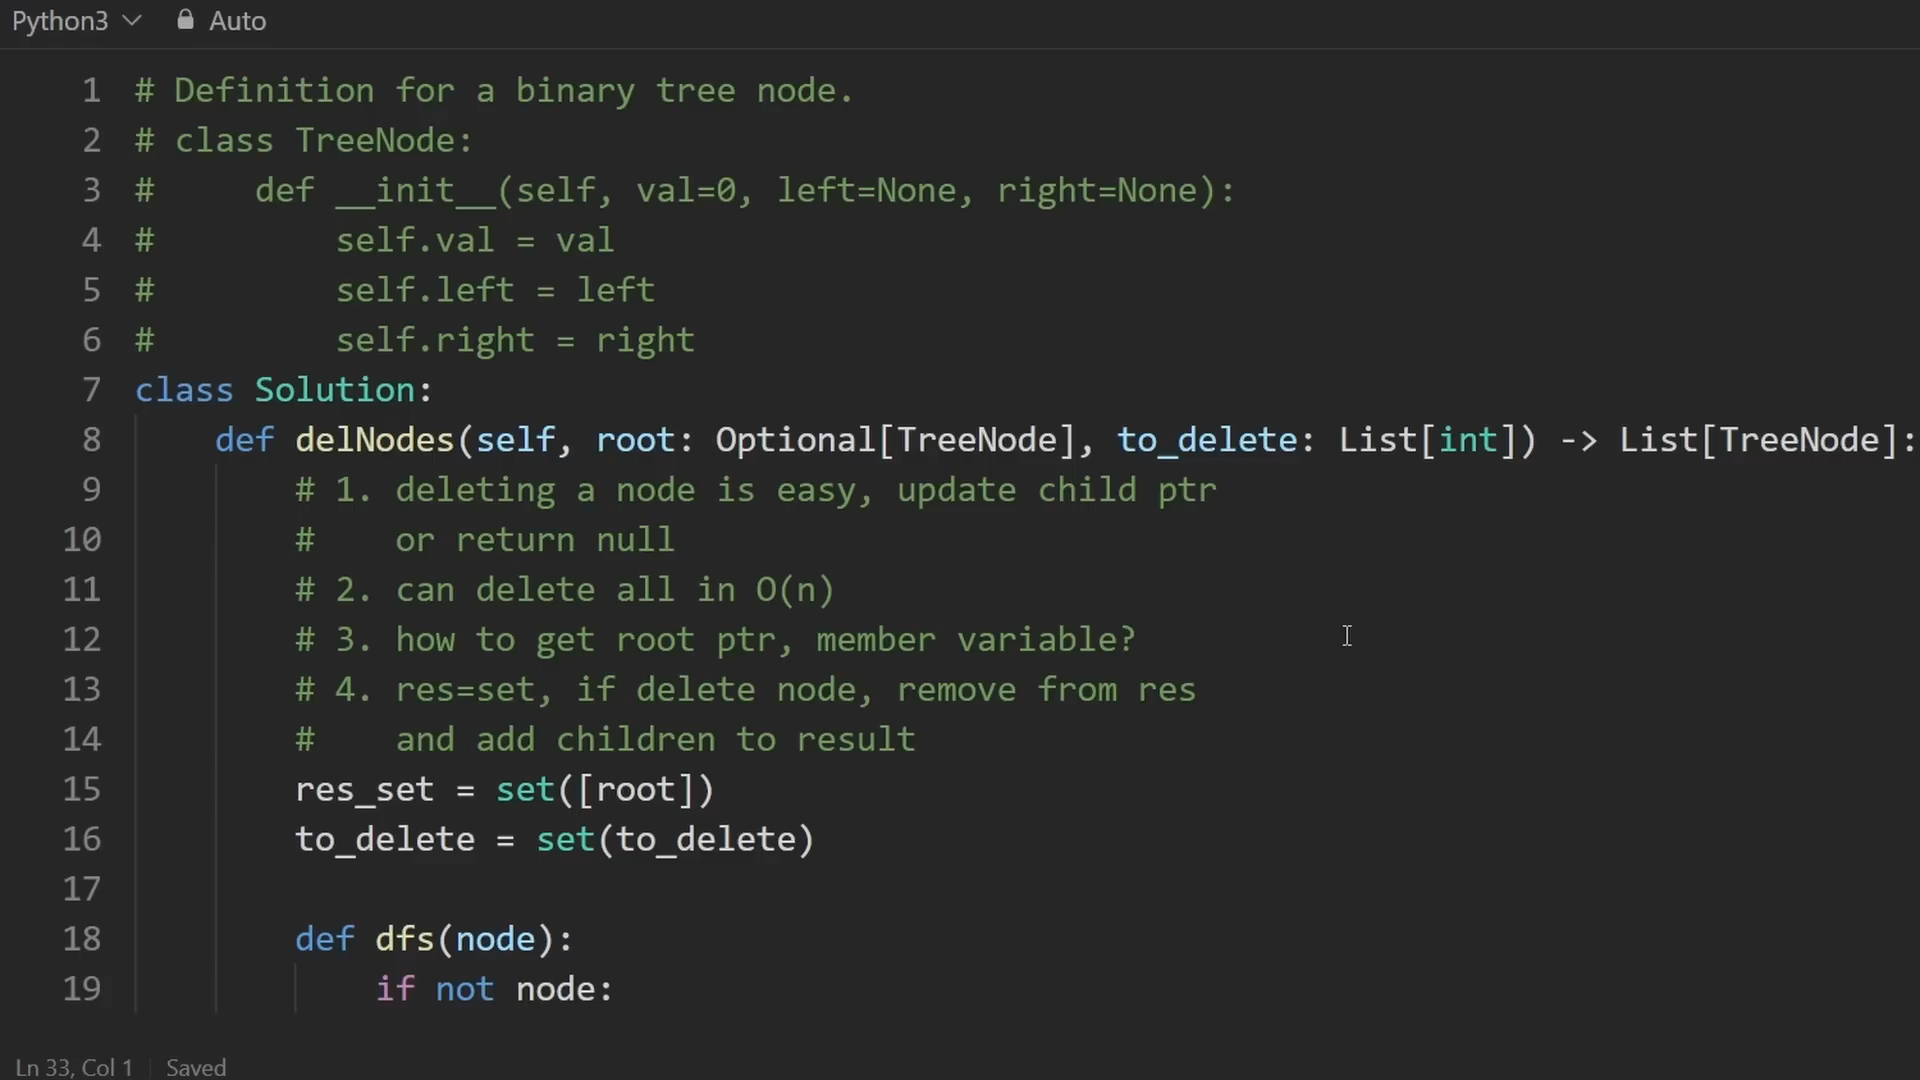 Python3 Auto
1 # Definition for a binary tree node.
2 # class TreeNode:
3 #     def __init__(self, val=0, left=None, right=None):
4 #         self.val = val
5 #         self.left = left
6 #         self.right = right
7 class Solution:
8     def delNodes(self, root: Optional[TreeNode], to_delete: List[int]) -> List[TreeNode]:
9         # 1. deleting a node is easy, update child ptr
10         #    or return null
11         # 2. can delete all in O(n)
12         # 3. how to get root ptr, member variable?
13         # 4. res=set, if delete node, remove from res
14         #    and add children to result
15         res_set = set([root])
16         to_delete = set(to_delete)
17
18         def dfs(node):
19             if not node:
Ln 33, Col 1 Saved